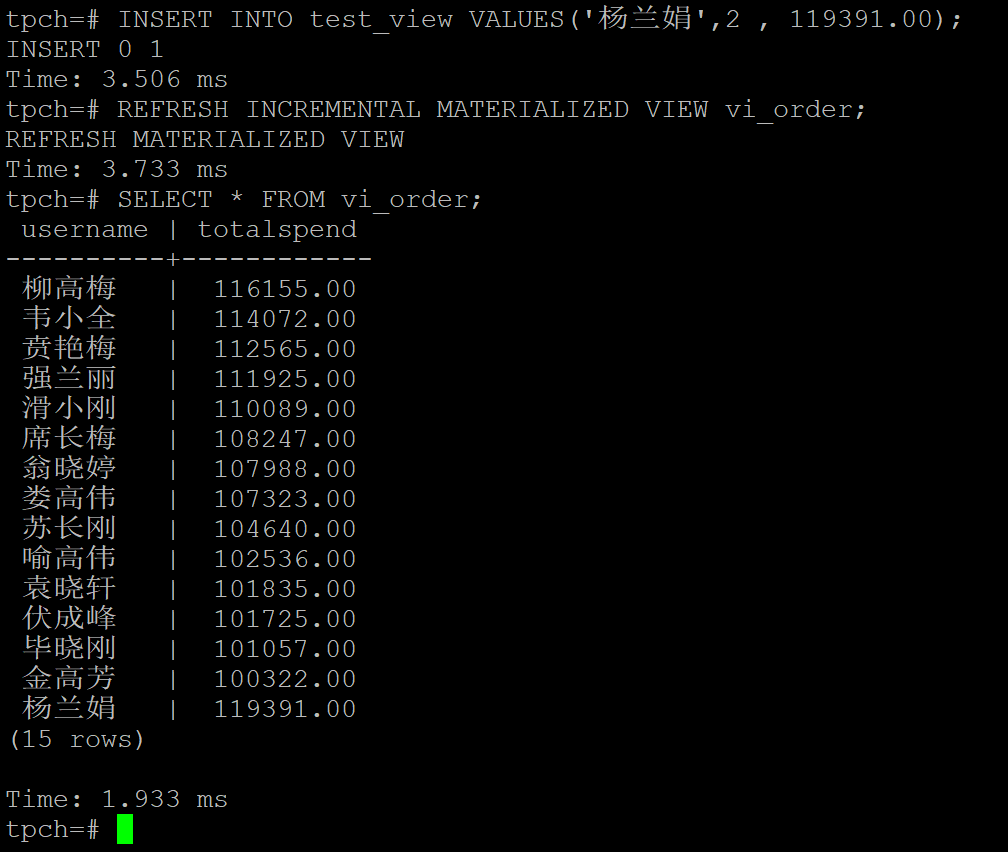 tpch=# INSERT INTO test_view VALUES('杨兰娟',2 , 119391.00);
INSERT 0 1
Time: 3.506 ms
tpch=# REFRESH INCREMENTAL MATERIALIZED VIEW vi_order;
REFRESH MATERIALIZED VIEW
Time: 3.733 ms
tpch=# SELECT * FROM vi_order;
 username | totalspend
----------+------------
 柳高梅   |  116155.00
 韦小全   |  114072.00
 贲艳梅   |  112565.00
 强兰丽   |  111925.00
 滑小刚   |  110089.00
 席长梅   |  108247.00
 翁晓婷   |  107988.00
 娄高伟   |  107323.00
 苏长刚   |  104640.00
 喻高伟   |  102536.00
 袁晓轩   |  101835.00
 伏成峰   |  101725.00
 毕晓刚   |  101057.00
 金高芳   |  100322.00
 杨兰娟   |  119391.00
(15 rows)

Time: 1.933 ms
tpch=#